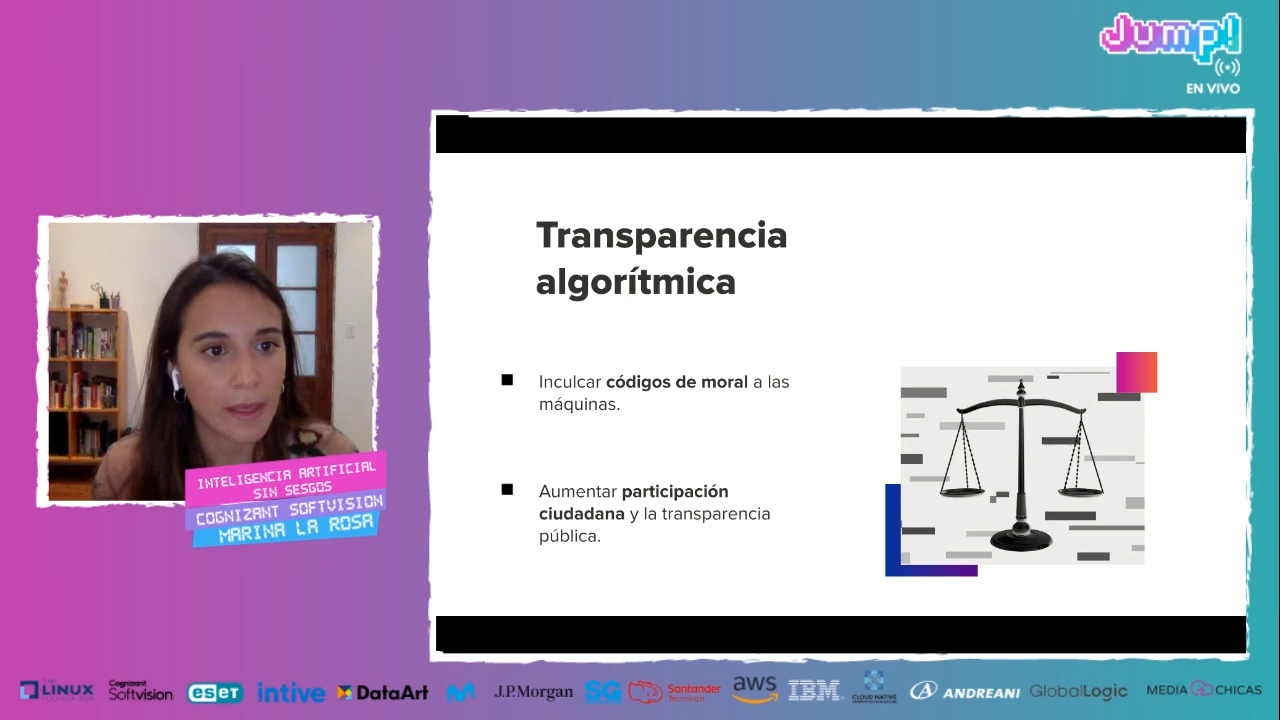 Jump!
EN VIVO
Transparencia
algorítmica
Inculcar códigos de moral a las
máquinas.
Aumentar participación
ciudadana y la transparencia
pública.
INTELIGENCIA ARTIFICIAL
SIN SESGOS
COGNIZANT SOFTVISION
MARINA LA ROSA
LINUX
Cognizant
Softvision
eseT
intive
DataArt
J.P.Morgan
SG
Santander
Tecnología
aws
IBM
CLOUD NATIVE
ANDREANI
GlobalLogic
MEDIA CHICAS